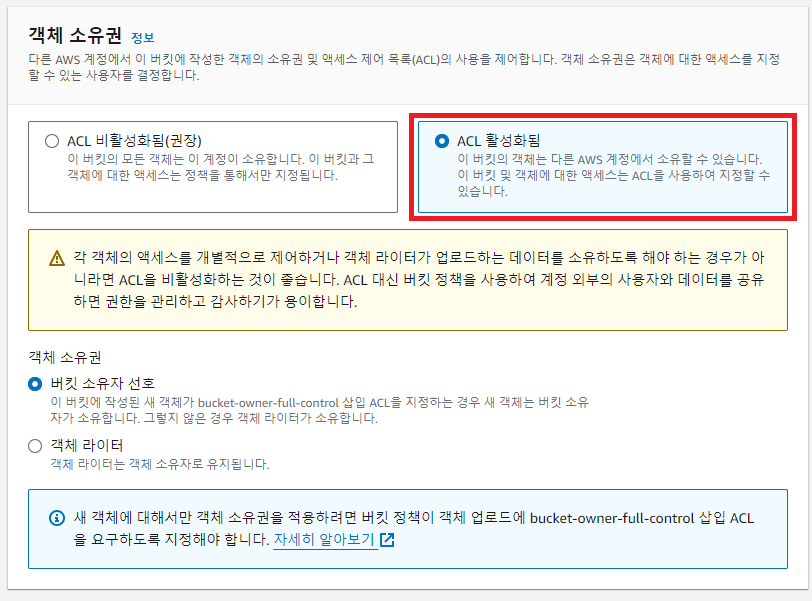 객체 소유권 정보
다른 AWS 계정에서 이 버킷에 작성한 객체의 소유권 및 액세스 제어 목록(ACL)의 사용을 제어합니다. 객체 소유권은 객체에 대한 액세스를 지정
할 수 있는 사용자를 결정합니다.
ACL 비활성화됨(권장)
이 버킷의 모든 객체는 이 계정이 소유합니다. 이 버킷과 그
객체에 대한 액세스는 정책을 통해서만 지정됩니다.
ACL 활성화됨
이 버킷의 객체는 다른 AWS 계정에서 소유할 수 있습니다.
이 버킷 및 객체에 대한 액세스는 ACL을 사용하여 지정할 수
있습니다.
각 객체의 액세스를 개별적으로 제어하거나 객체 라이터가 업로드하는 데이터를 소유하도록 해야 하는 경우가 아
니라면 ACL을 비활성화하는 것이 좋습니다. ACL 대신 버킷 정책을 사용하여 계정 외부의 사용자와 데이터를 공유
하면 권한을 관리하고 감사하기가 용이합니다.
객체 소유권
버킷 소유자 선호
이 버킷에 작성된 새 객체가 bucket-owner-full-control 삽입 ACL을 지정하는 경우 새 객체는 버킷 소유
자가 소유합니다. 그렇지 않은 경우 객체 라이터가 소유합니다.
객체 라이터
객체 라이터는 객체 소유자로 유지됩니다.
새 객체에 대해서만 객체 소유권을 적용하려면 버킷 정책이 객체 업로드에 bucket-owner-full-control 삽입 ACL
을 요구하도록 지정해야 합니다. 자세히 알아보기